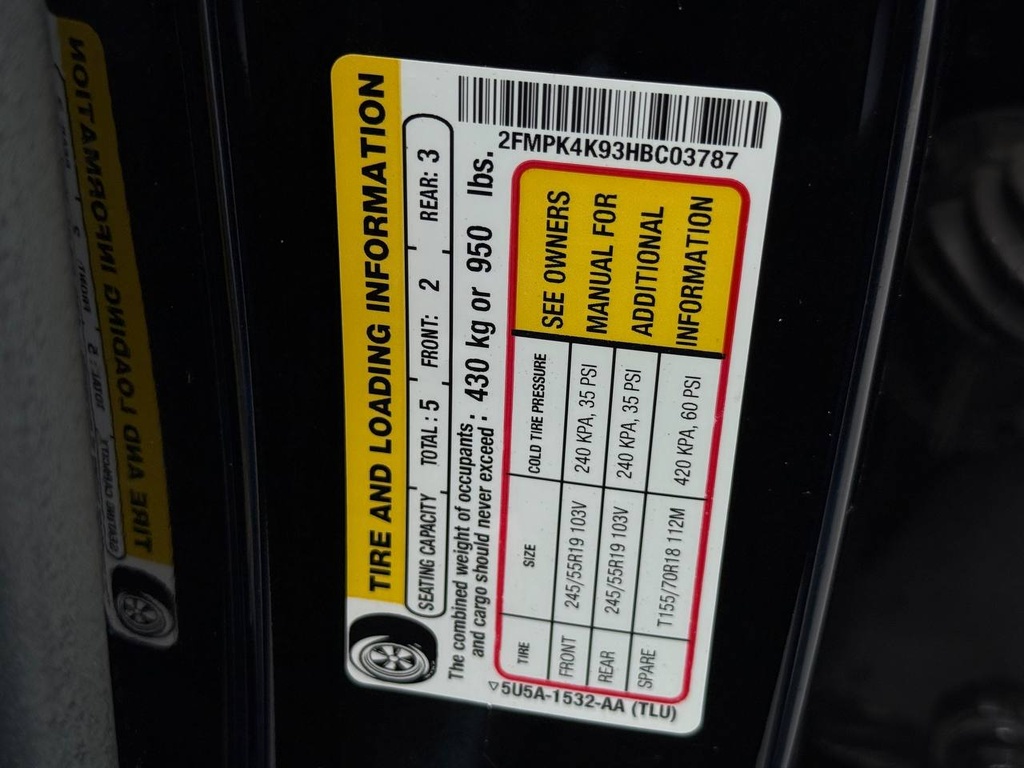 TIRE AND LOADING INFORMATION
SEATING CAPACITY TOTAL : 5 FRONT: 2 REAR: 3
The combined weight of occupants
and cargo should never exceed : 430 kg or 950 lbs.
TIRE SIZE COLD TIRE PRESSURE
FRONT 245/55R19 103V 240 KPA, 35 PSI
REAR 245/55R19 103V 240 KPA, 35 PSI
SPARE T155/70R18 112M 420 KPA, 60 PSI
SEE OWNERS
MANUAL FOR
ADDITIONAL
INFORMATION
5U5A-1532-AA (TLU)
2FMPK4K93HBC03787
TIRE AND LOADING INFORMATION